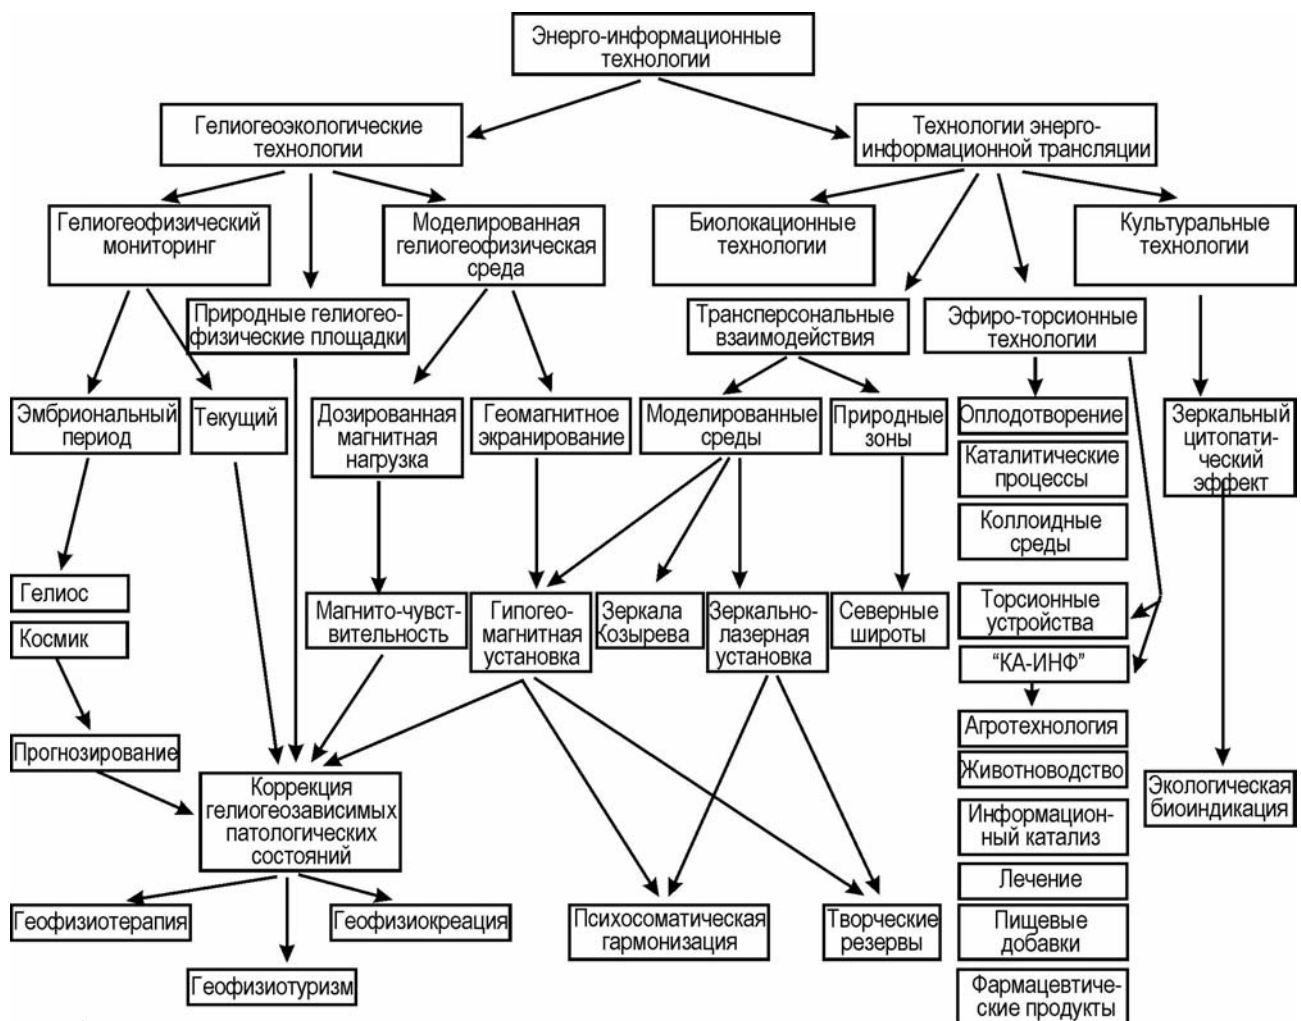 Энерго-информационные
технологии
Гелиогеоэкологические
технологии
Технологии энерго-
информационной трансляции
Гелиогеофизический
мониторинг
Моделированная
гелиогеофизическая
среда
Биолокационные
технологии
Культуральные
технологии
Природные гелиогео-
физические площадки
Трансперсональные
взаимодействия
Эфиро-торсионные
технологии
Эмбриональный
период
Текущий
Дозированная
магнитная
нагрузка
Геомагнитное
экранирование
Моделированные
среды
Природные
зоны
Оплодотворение
Зеркальный
цитопати-
ческий
эффект
Каталитические
процессы
Коллоидные
среды
Гелиос
Космик
Магнито-чувст-
вительность
Гипогео-
магнитная
установка
Зеркала
Козырева
Зеркально-
лазерная
установка
Северные
широты
Торсионные
устройства
“КА-ИНФ”
Прогнозирование
Агротехнология
Животноводство
Коррекция
гелиогеозависимых
патологических
состояний
Экологическая
биоиндикация
Информацион-
ный катализ
Лечение
Геофизиотерапия
Геофизиокреация
Психосоматическая
гармонизация
Творческие
резервы
Пищевые
добавки
Геофизиотуризм
Фармацевтиче-
ские продукты